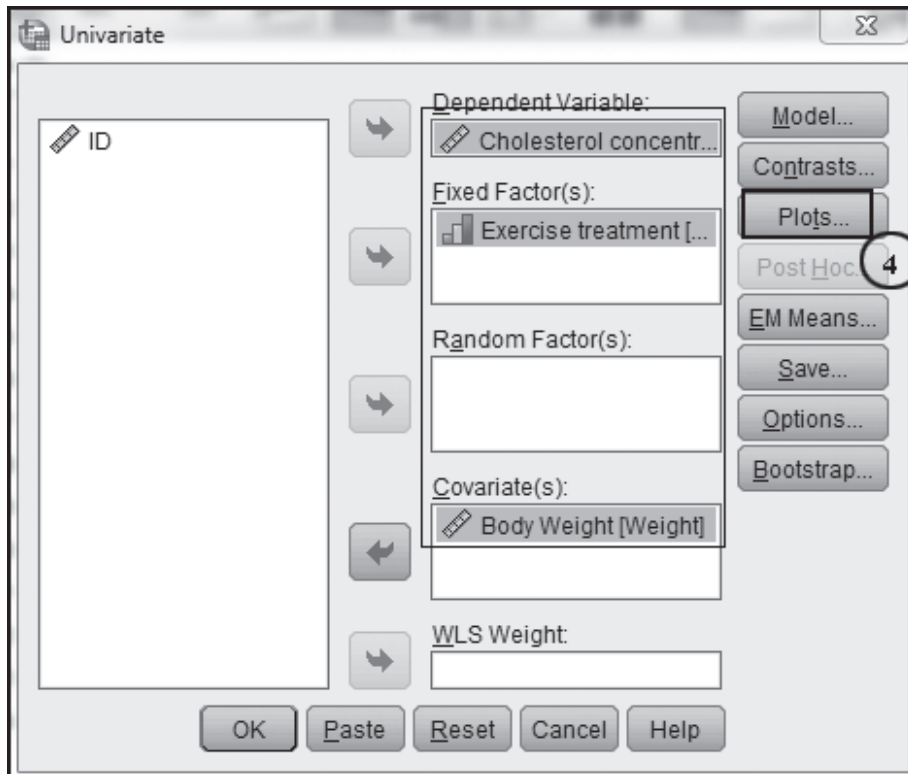 Univariate
ID
Dependent Variable:
Cholesterol concentr...
Fixed Factor(s):
Exercise treatment [...
Random Factor(s):
Covariate(s):
Body Weight [Weight]
WLS Weight:
Model...
Contrasts...
Plots...
Post Hoc.
4
EM Means...
Save...
Options...
Bootstrap...
OK
Paste
Reset
Cancel
Help